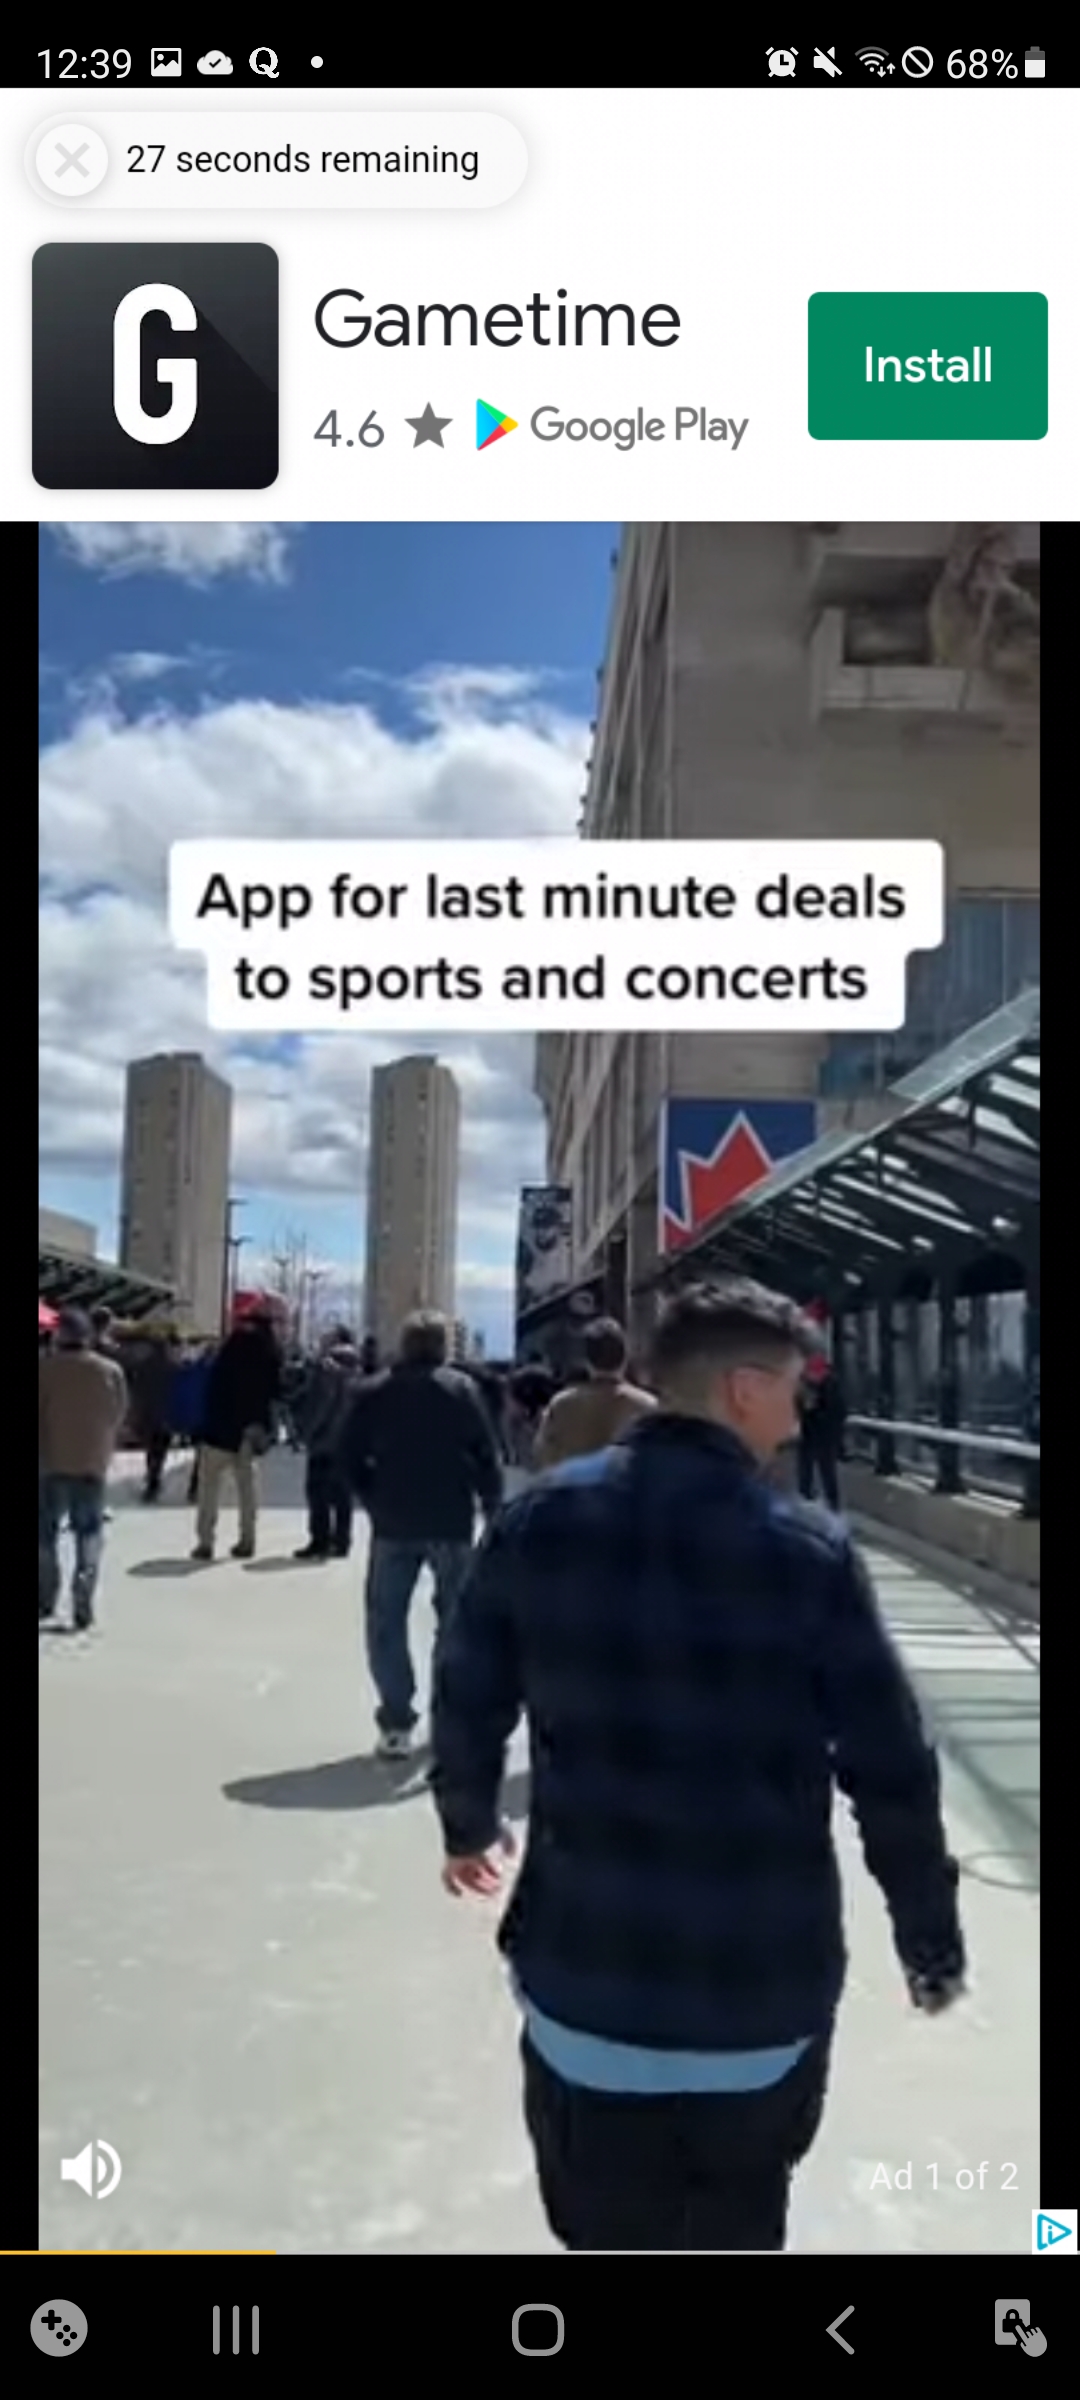 12:39 Q 68%
27 seconds remaining
G
Gametime
Install
4.6 Google Play
App for last minute deals
to sports and concerts
Ad 1 of 2